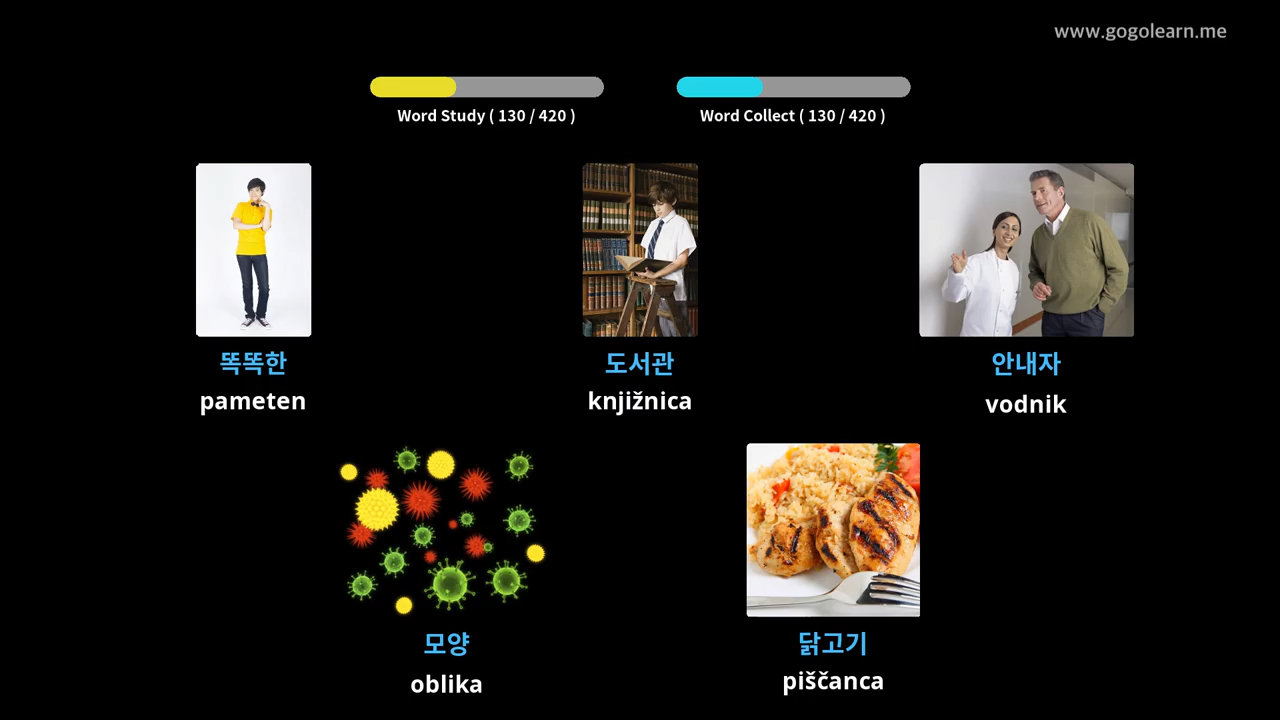 www.gogolearn.me
Word Study ( 130 / 420 )
Word Collect ( 130 / 420 )
똑똑한
도서관
안내자
pameten
knjižnica
vodnik
모양
닭고기
oblika
piščanca